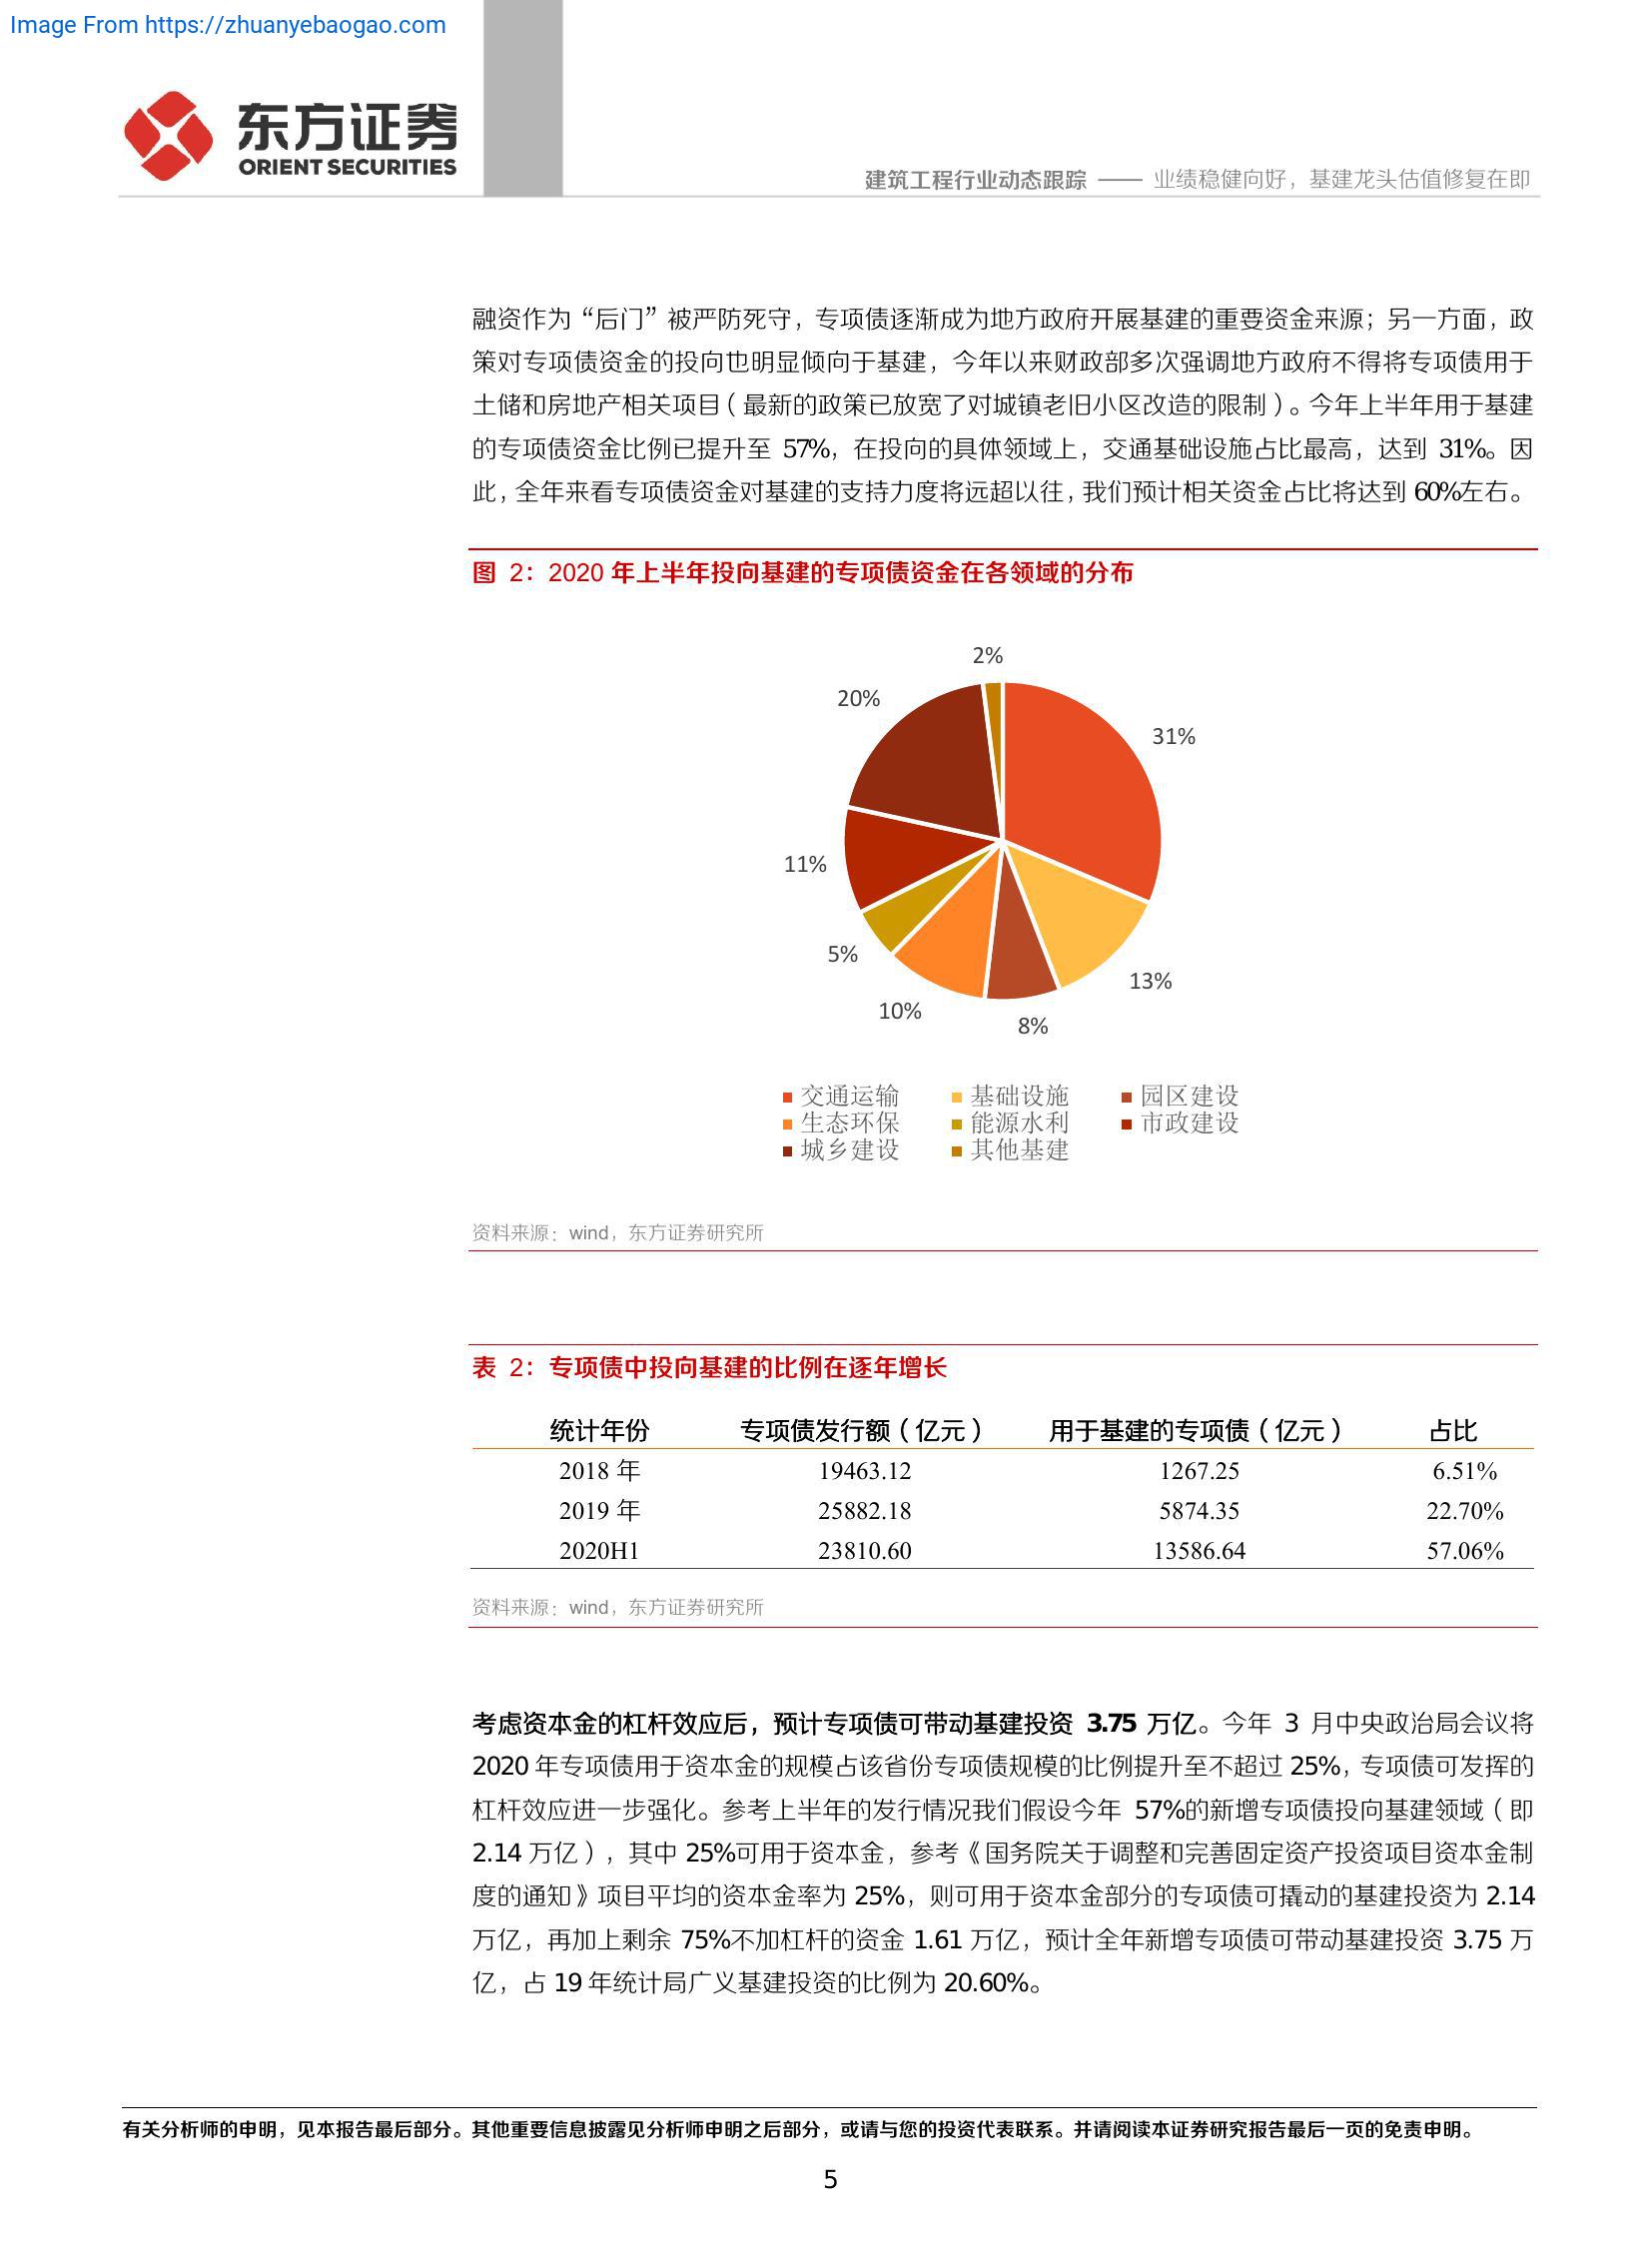 Image From https://zhuanyebaogao.com
东方证券
ORIENT SECURITIES
建筑工程行业动态跟踪 —— 业绩稳健向好，基建龙头估值修复在即
融资作为“后门”被严防死守，专项债逐渐成为地方政府开展基建的重要资金来源；另一方面，政
策对专项债资金的投向也明显倾向于基建，今年以来财政部多次强调地方政府不得将专项债用于
土储和房地产相关项目（最新的政策已放宽了对城镇老旧小区改造的限制）。今年上半年用于基建
的专项债资金比例已提升至 57%，在投向的具体领域上，交通基础设施占比最高，达到 31%。因
此，全年来看专项债资金对基建的支持力度将远超以往，我们预计相关资金占比将达到 60%左右。
图 2：2020 年上半年投向基建的专项债资金在各领域的分布
2%
20%
31%
11%
5%
13%
10%
8%
交通运输 基础设施 园区建设
生态环保 能源水利 市政建设
城乡建设 其他基建
资料来源：wind，东方证券研究所
表 2：专项债中投向基建的比例在逐年增长
统计年份 专项债发行额（亿元） 用于基建的专项债（亿元） 占比
2018 年 19463.12 1267.25 6.51%
2019 年 25882.18 5874.35 22.70%
2020H1 23810.60 13586.64 57.06%
资料来源：wind，东方证券研究所
考虑资本金的杠杆效应后，预计专项债可带动基建投资 3.75 万亿。今年 3 月中央政治局会议将
2020 年专项债用于资本金的规模占该省份专项债规模的比例提升至不超过 25%，专项债可发挥的
杠杆效应进一步强化。参考上半年的发行情况我们假设今年 57%的新增专项债投向基建领域（即
2.14 万亿），其中 25%可用于资本金，参考《国务院关于调整和完善固定资产投资项目资本金制
度的通知》项目平均的资本金率为 25%，则可用于资本金部分的专项债可撬动的基建投资为 2.14
万亿，再加上剩余 75%不加杠杆的资金 1.61 万亿，预计全年新增专项债可带动基建投资 3.75 万
亿，占 19 年统计局广义基建投资的比例为 20.60%。
有关分析师的申明，见本报告最后部分。其他重要信息披露见分析师申明之后部分，或请与您的投资代表联系。并请阅读本证券研究报告最后一页的免责申明。
5